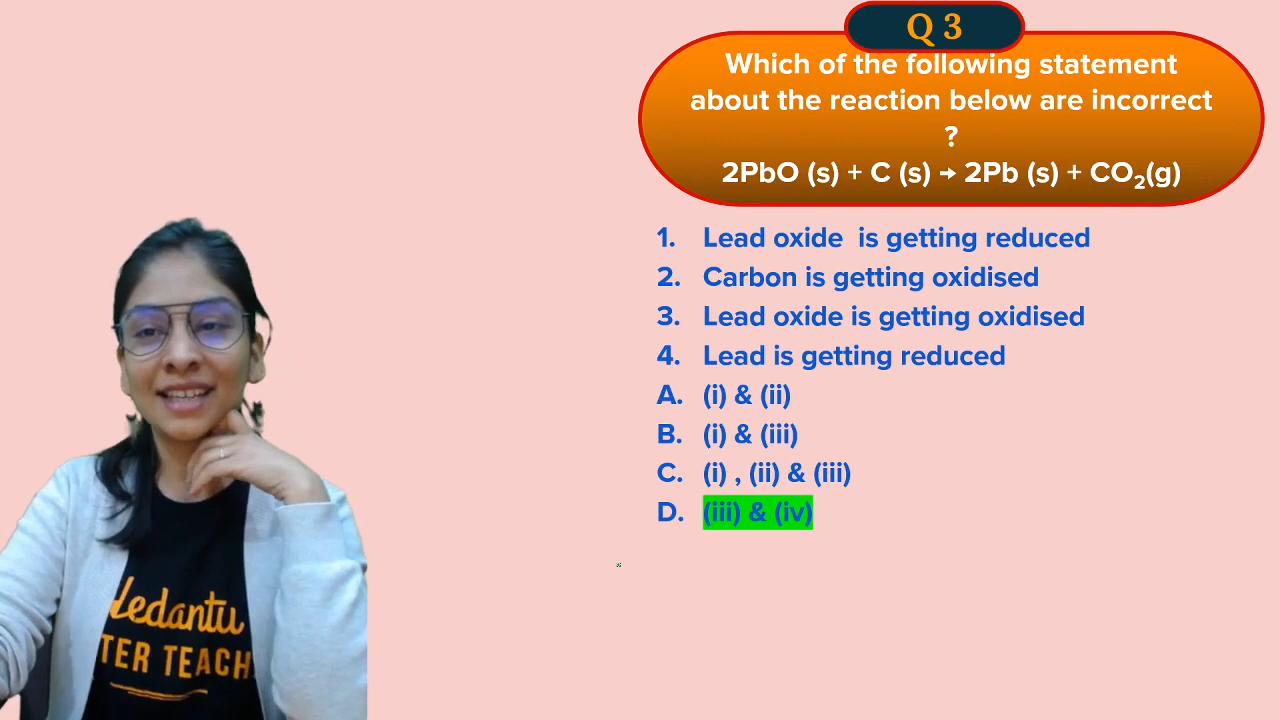 Q 3
Which of the following statement
about the reaction below are incorrect
?
2PbO (s) + C (s) → 2Pb (s) + CO₂(g)
1. Lead oxide is getting reduced
2. Carbon is getting oxidised
3. Lead oxide is getting oxidised
4. Lead is getting reduced
A. (i) & (ii)
B. (i) & (iii)
C. (i) , (ii) & (iii)
D. (iii) & (iv)
Vedantu
TER TEACH